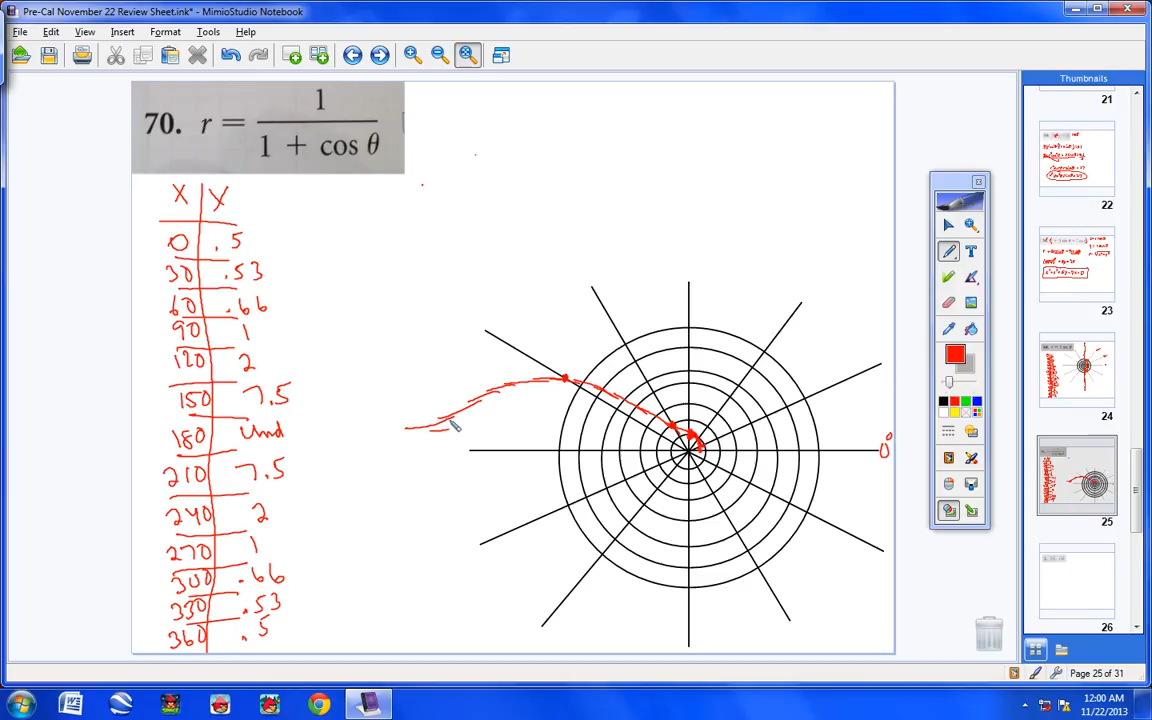 Pre-Cal November 22 Review Sheet.ink* - MimioStudio Notebook
File Edit View Insert Format Tools Help
Thumbnails
70. r = 1 / (1 + cos θ)
X Y
0 .5
30 .53
60 .66
90 1
120 2
150 7.5
180 und
210 7.5
240 2
270 1
300 .66
330 .53
360 .5
0°
21
22
23
24
25
26
Page 25 of 31
12:00 AM
11/22/2013